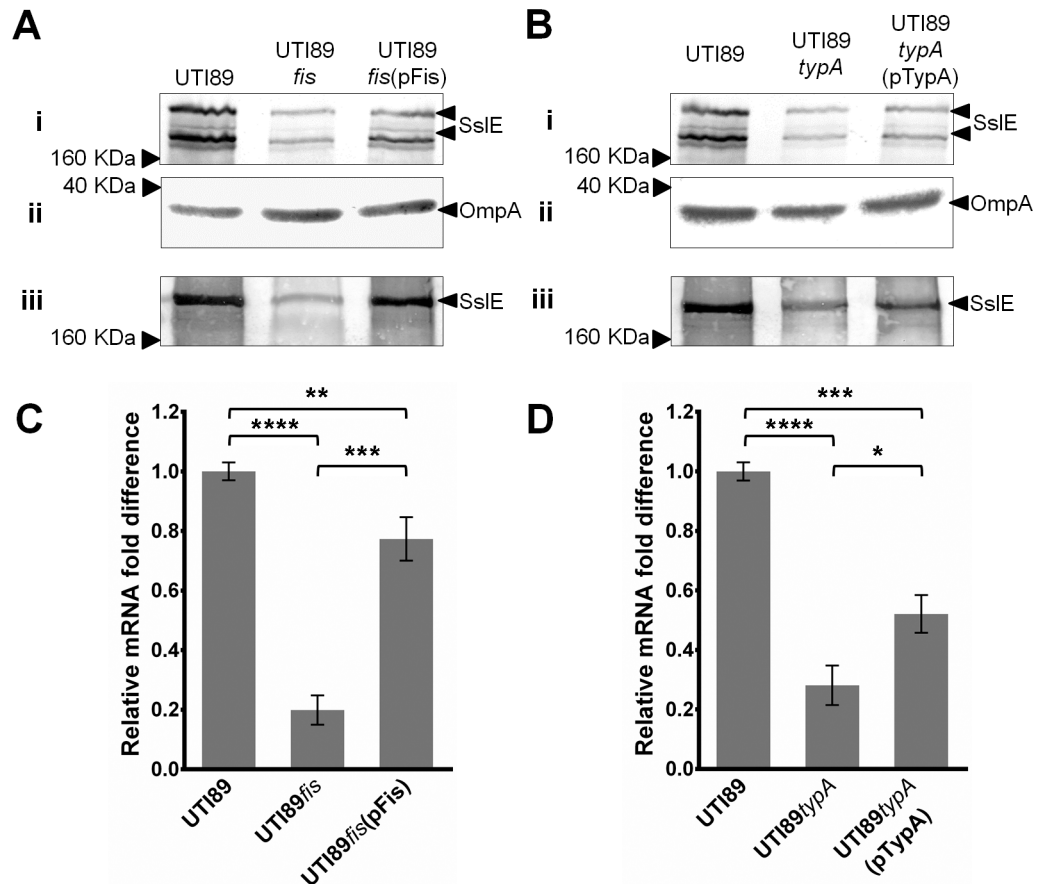 A
UTI89
UTI89
fis
UTI89
fis(pFis)
i
SslE
160 KDa
40 KDa
ii
OmpA
iii
SslE
160 KDa
B
UTI89
UTI89
typA
UTI89
typA
(pTypA)
i
SslE
160 KDa
40 KDa
ii
OmpA
iii
SslE
160 KDa
C
Relative mRNA fold difference
1.2
1.0
0.8
0.6
0.4
0.2
0.0
**
****
***
UTI89
UTI89fis
UTI89fis(pFis)
D
Relative mRNA fold difference
1.2
1.0
0.8
0.6
0.4
0.2
0.0
***
****
*
UTI89
UTI89typA
UTI89typA
(pTypA)